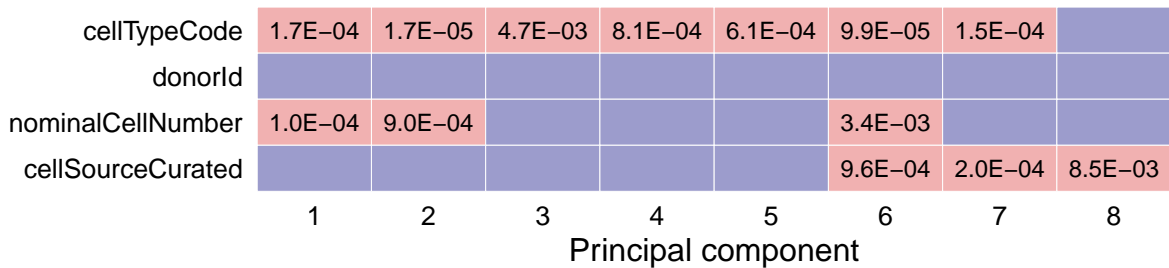 cellTypeCode 1.7E−04 1.7E−05 4.7E−03 8.1E−04 6.1E−04 9.9E−05 1.5E−04
donorId
nominalCellNumber 1.0E−04 9.0E−04 3.4E−03
cellSourceCurated 9.6E−04 2.0E−04 8.5E−03
1 2 3 4 5 6 7 8
Principal component